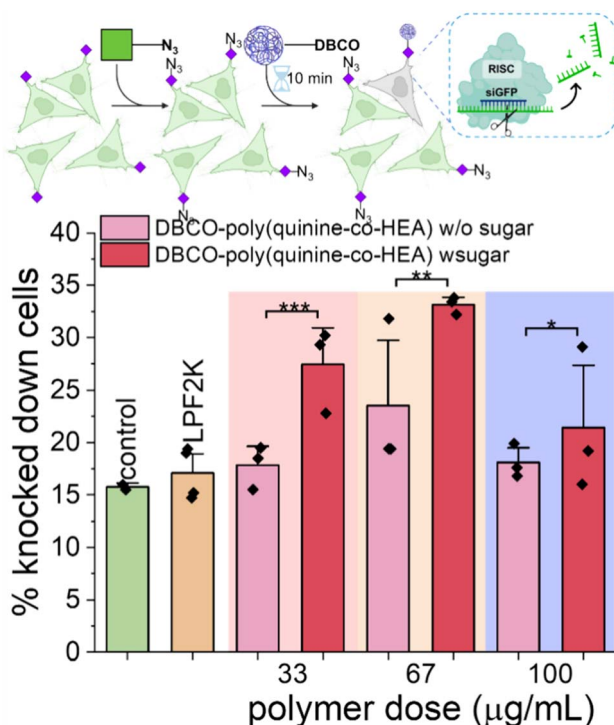 N₃
N₃
N₃
DBCO
10 min
N₃
N₃
N₃
N₃
N₃
RISC
siGFP
DBCO-poly(quinine-co-HEA) w/o sugar
DBCO-poly(quinine-co-HEA) wsugar
% knocked down cells
40
35
30
25
20
15
10
5
0
control
LPF2K
***
**
*
33
67
100
polymer dose (μg/mL)